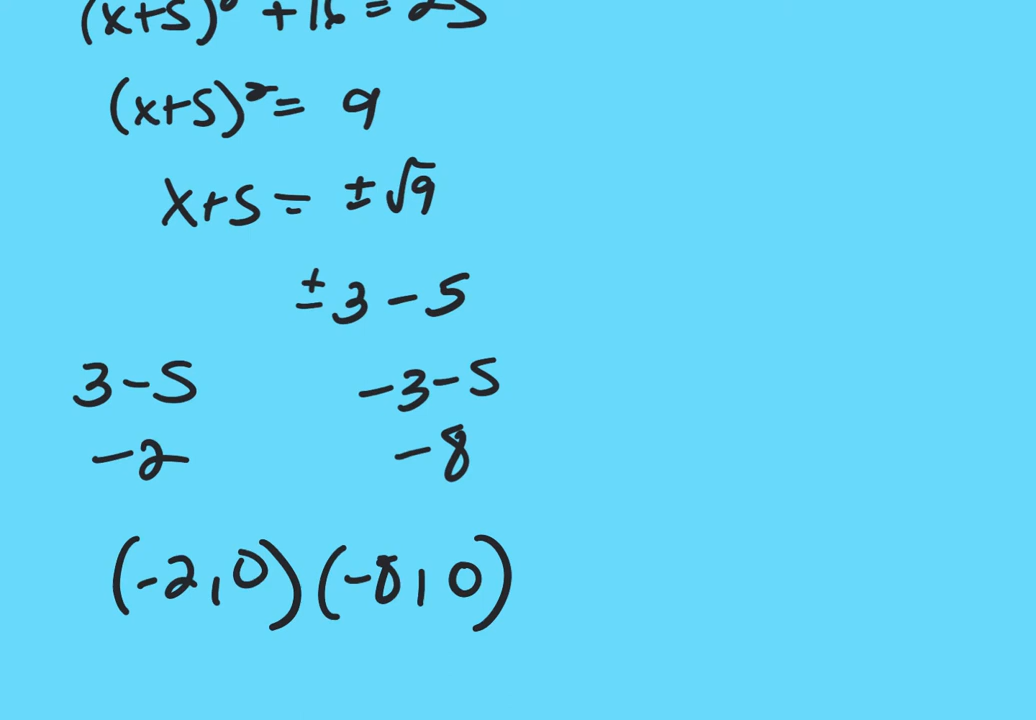 (x+5)² + 16 = 25
(x+5)² = 9
x+5 = ±√9
±3 - 5
3 - 5 -3 - 5
-2 -8
(-2, 0) (-8, 0)